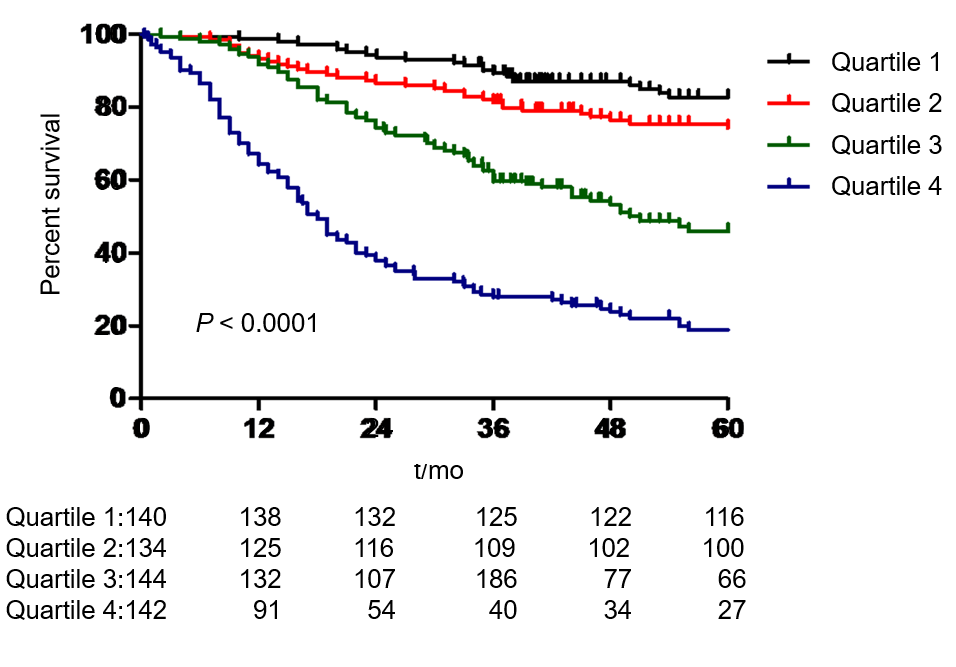 100
80
60
40
20
0
Percent survival
P < 0.0001
0 12 24 36 48 60
t/mo
Quartile 1
Quartile 2
Quartile 3
Quartile 4
Quartile 1:140 138 132 125 122 116
Quartile 2:134 125 116 109 102 100
Quartile 3:144 132 107 186 77 66
Quartile 4:142 91 54 40 34 27